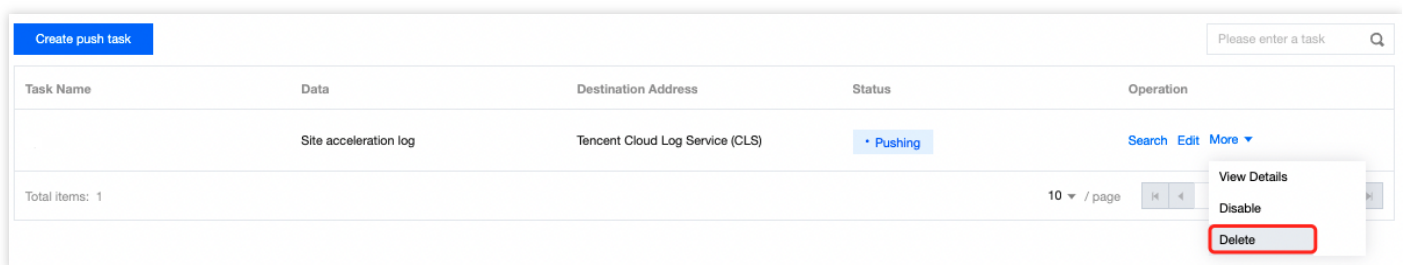 Create push task
Please enter a task
Task Name Data Destination Address Status Operation
Site acceleration log Tencent Cloud Log Service (CLS) • Pushing Search Edit More
Total items: 1 10 / page
View Details
Disable
Delete